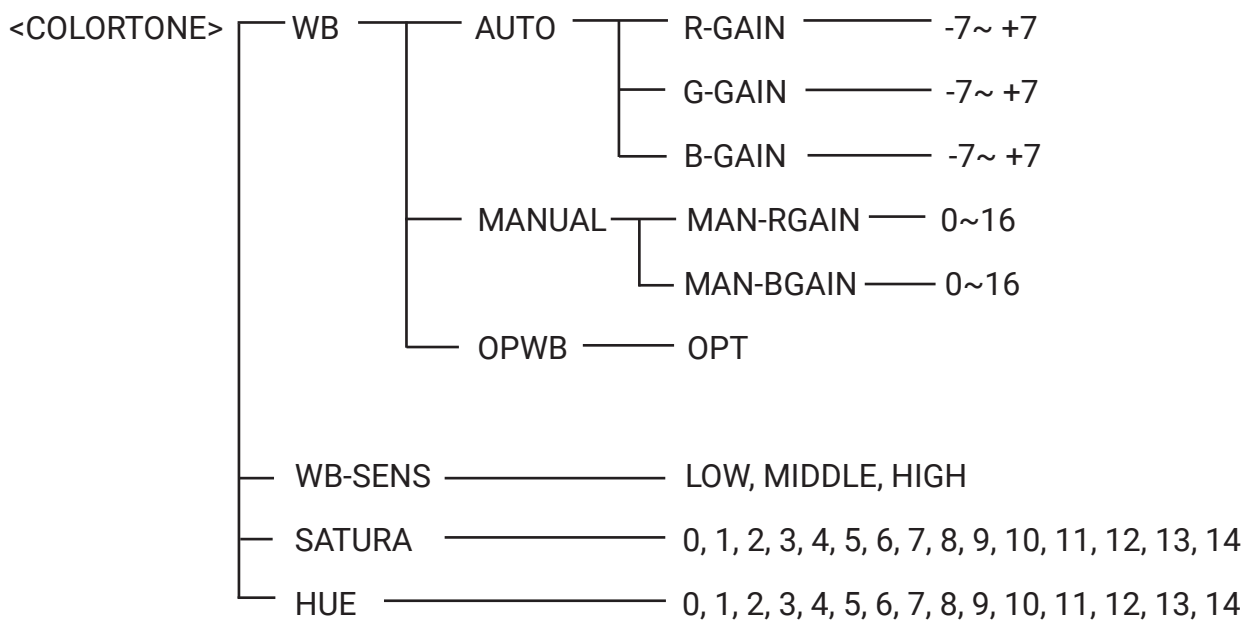 <COLORTONE> WB AUTO R-GAIN -7~ +7
G-GAIN -7~ +7
B-GAIN -7~ +7
MANUAL MAN-RGAIN 0~16
MAN-BGAIN 0~16
OPWB OPT
WB-SENS LOW, MIDDLE, HIGH
SATURA 0, 1, 2, 3, 4, 5, 6, 7, 8, 9, 10, 11, 12, 13, 14
HUE 0, 1, 2, 3, 4, 5, 6, 7, 8, 9, 10, 11, 12, 13, 14